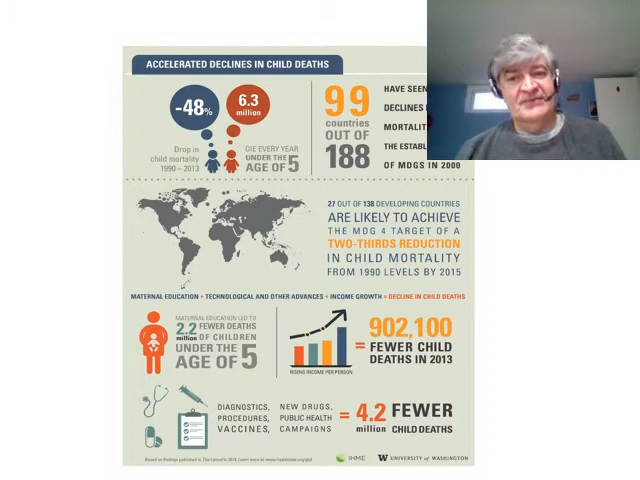 ACCELERATED DECLINES IN CHILD DEATHS
-48%
6.3
million
Drop in
child mortality
1990 – 2013
DIE EVERY YEAR
UNDER THE
AGE OF 5
99
countries
OUT OF
188
HAVE SEEN
DECLINES
MORTALIT
THE ESTABL
OF MDGS IN 2000
27 OUT OF 138 DEVELOPING COUNTRIES
ARE LIKELY TO ACHIEVE
THE MDG 4 TARGET OF A
TWO-THIRDS REDUCTION
IN CHILD MORTALITY
FROM 1990 LEVELS BY 2015
MATERNAL EDUCATION + TECHNOLOGICAL AND OTHER ADVANCES + INCOME GROWTH = DECLINE IN CHILD DEATHS
MATERNAL EDUCATION LED TO
2.2 FEWER DEATHS
million OF CHILDREN
UNDER THE
AGE OF 5
RISING INCOME PER PERSON
= 902,100
FEWER CHILD
DEATHS IN 2013
DIAGNOSTICS,
PROCEDURES,
VACCINES,
NEW DRUGS,
PUBLIC HEALTH
CAMPAIGNS
= 4.2 FEWER
million CHILD DEATHS
IHME
W UNIVERSITY of WASHINGTON